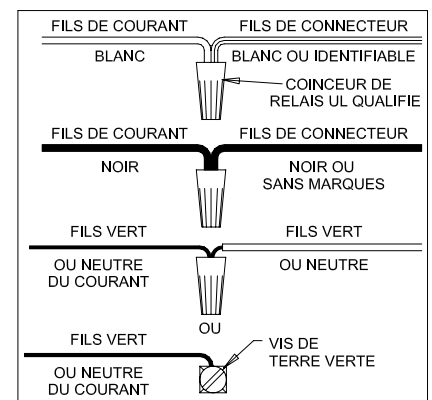 FILS DE COURANT FILS DE CONNECTEUR
BLANC BLANC OU IDENTIFIABLE
COINCEUR DE
RELAIS UL QUALIFIE
FILS DE COURANT FILS DE CONNECTEUR
NOIR NOIR OU
SANS MARQUES
FILS VERT FILS VERT
OU NEUTRE
DU COURANT
OU NEUTRE
OU
FILS VERT
VIS DE
TERRE VERTE
OU NEUTRE
DU COURANT